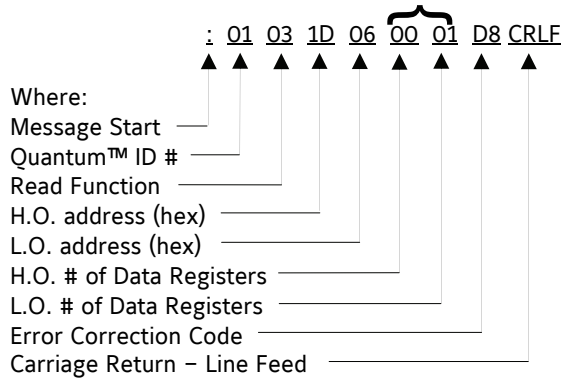 : 01 03 1D 06 00 01 D8 CRLF
Where:
Message Start
Quantum™ ID #
Read Function
H.O. address (hex)
L.O. address (hex)
H.O. # of Data Registers
L.O. # of Data Registers
Error Correction Code
Carriage Return – Line Feed